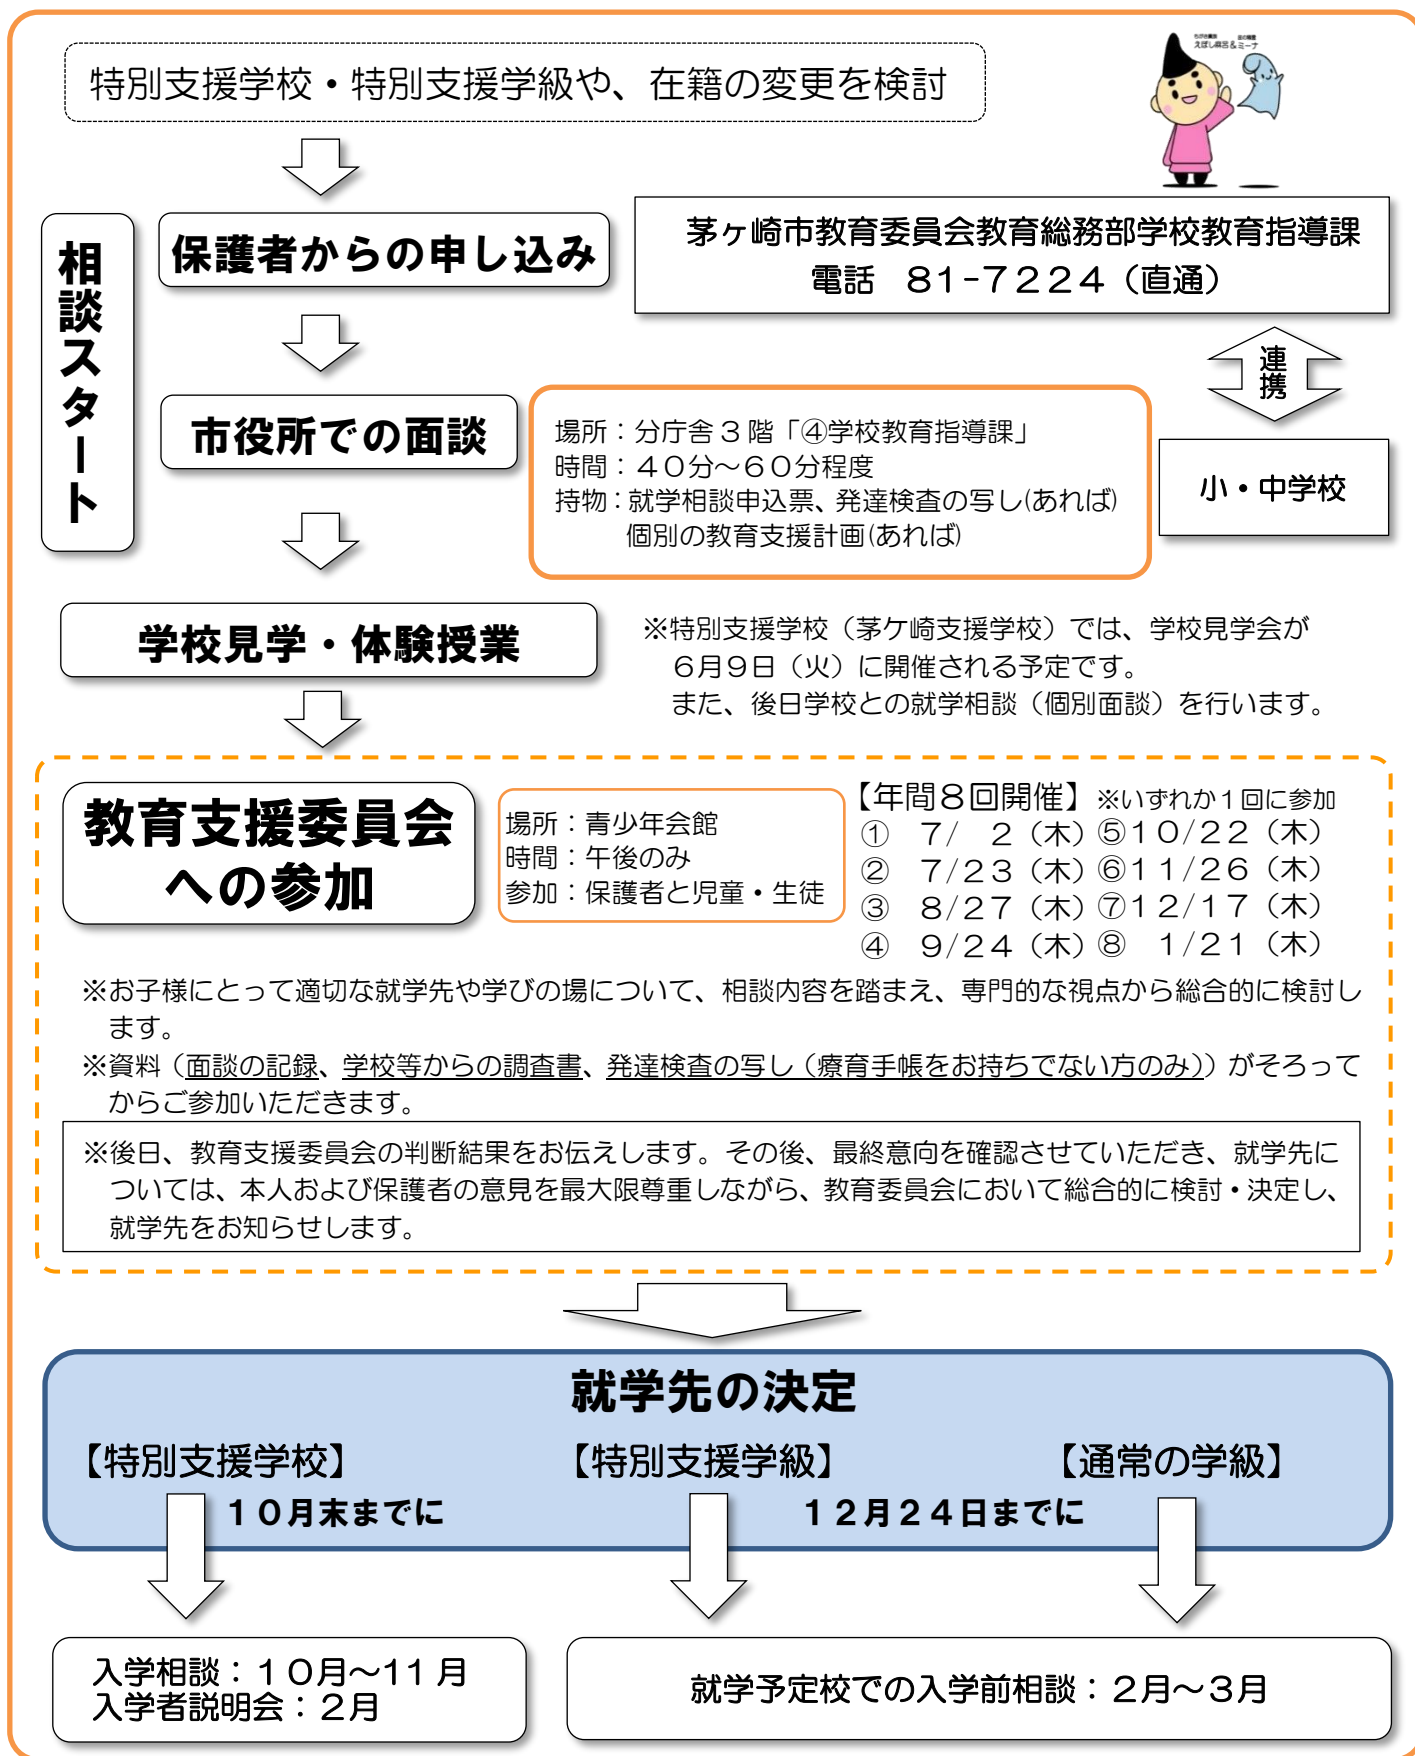 ちがさき貴族 丘の精霊
えぼし麻呂＆ミーナ
特別支援学校・特別支援学級や、在籍の変更を検討
相談スタート
保護者からの申し込み
茅ヶ崎市教育委員会教育総務部学校教育指導課
電話　８１-７２２４（直通）
連携
小・中学校
市役所での面談
場所：分庁舎３階「④学校教育指導課」
時間：４０分～６０分程度
持物：就学相談申込票、発達検査の写し(あれば)
個別の教育支援計画(あれば)
学校見学・体験授業
※特別支援学校（茅ケ崎支援学校）では、学校見学会が
６月９日（火）に開催される予定です。
また、後日学校との就学相談（個別面談）を行います。
教育支援委員会
への参加
場所：青少年会館
時間：午後のみ
参加：保護者と児童・生徒
【年間８回開催】※いずれか１回に参加
①　７/　２（木）⑤１０/２２（木）
②　７/２３（木）⑥１１/２６（木）
③　８/２７（木）⑦１２/１７（木）
④　９/２４（木）⑧　１/２１（木）
※お子様にとって適切な就学先や学びの場について、相談内容を踏まえ、専門的な視点から総合的に検討し
ます。
※資料（面談の記録、学校等からの調査書、発達検査の写し（療育手帳をお持ちでない方のみ））がそろって
からご参加いただきます。
※後日、教育支援委員会の判断結果をお伝えします。その後、最終意向を確認させていただき、就学先に
ついては、本人および保護者の意見を最大限尊重しながら、教育委員会において総合的に検討・決定し、
就学先をお知らせします。
就学先の決定
【特別支援学校】　【特別支援学級】　【通常の学級】
１０月末までに　１２月２４日までに
入学相談：１０月～１１月
入学者説明会：２月
就学予定校での入学前相談：２月～３月